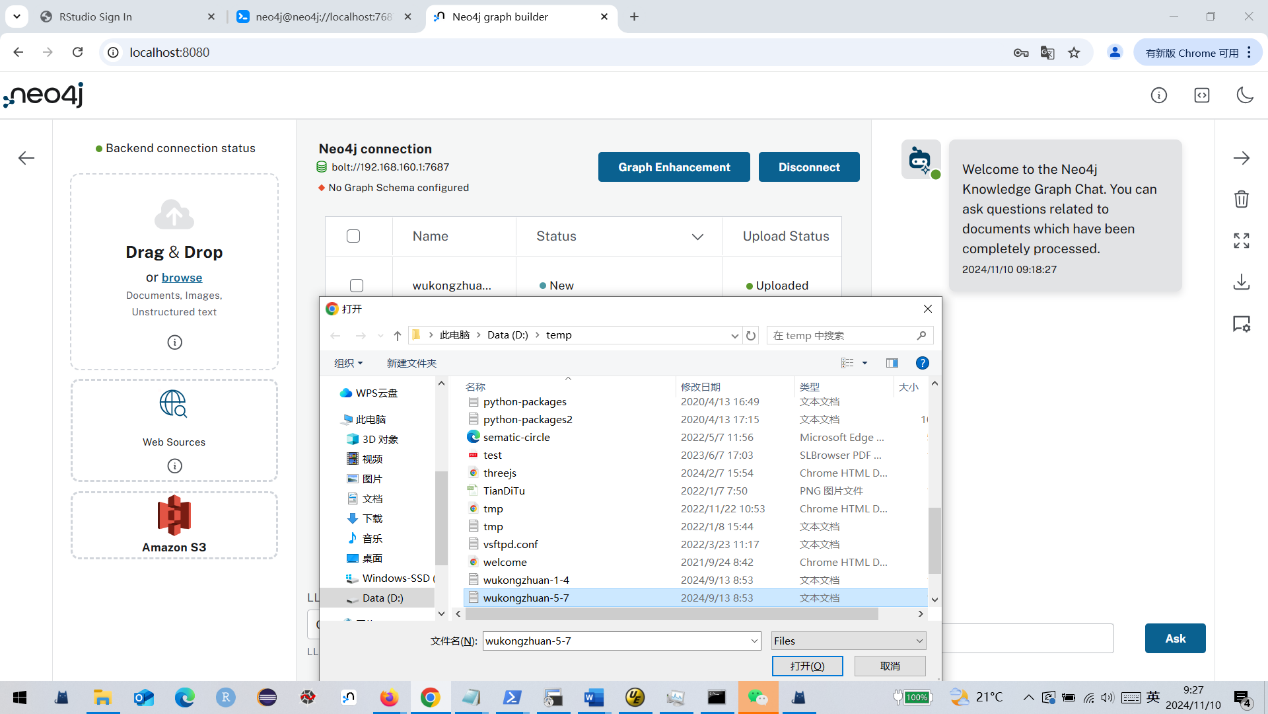 RStudio Sign In
neo4j@neo4j://localhost:768
Neo4j graph builder
localhost:8080
有新版 Chrome 可用
neo4j
Backend connection status
Drag & Drop
or browse
Documents, Images,
Unstructured text
Web Sources
Amazon S3
Neo4j connection
bolt://192.168.160.1:7687
No Graph Schema configured
Graph Enhancement
Disconnect
Name Status Upload Status
wukongzhua... New Uploaded
Welcome to the Neo4j
Knowledge Graph Chat. You can
ask questions related to
documents which have been
completely processed.
2024/11/10 09:18:27
打开
此电脑 > Data (D:) > temp
在 temp 中搜索
组织 新建文件夹
WPS云盘
此电脑
3D 对象
视频
图片
文档
下载
音乐
桌面
Windows-SSD (
Data (D:)
名称 修改日期 类型 大小
python-packages 2020/4/13 16:49 文本文档
python-packages2 2020/4/13 17:15 文本文档
sematic-circle 2022/5/7 11:56 Microsoft Edge ...
test 2023/6/7 17:03 SLBrowser PDF ...
threejs 2024/2/7 15:54 Chrome HTML D...
TianDiTu 2022/1/7 7:50 PNG 图片文件
tmp 2022/11/22 10:53 Chrome HTML D...
tmp 2022/1/8 15:44 文本文档
vsftpd.conf 2022/3/23 11:17 文本文档
welcome 2021/9/24 8:42 Chrome HTML D...
wukongzhuan-1-4 2024/9/13 8:53 文本文档
wukongzhuan-5-7 2024/9/13 8:53 文本文档
文件名(N): wukongzhuan-5-7 Files
打开(O) 取消
Ask
100%
21°C
英
9:27
2024/11/10
4